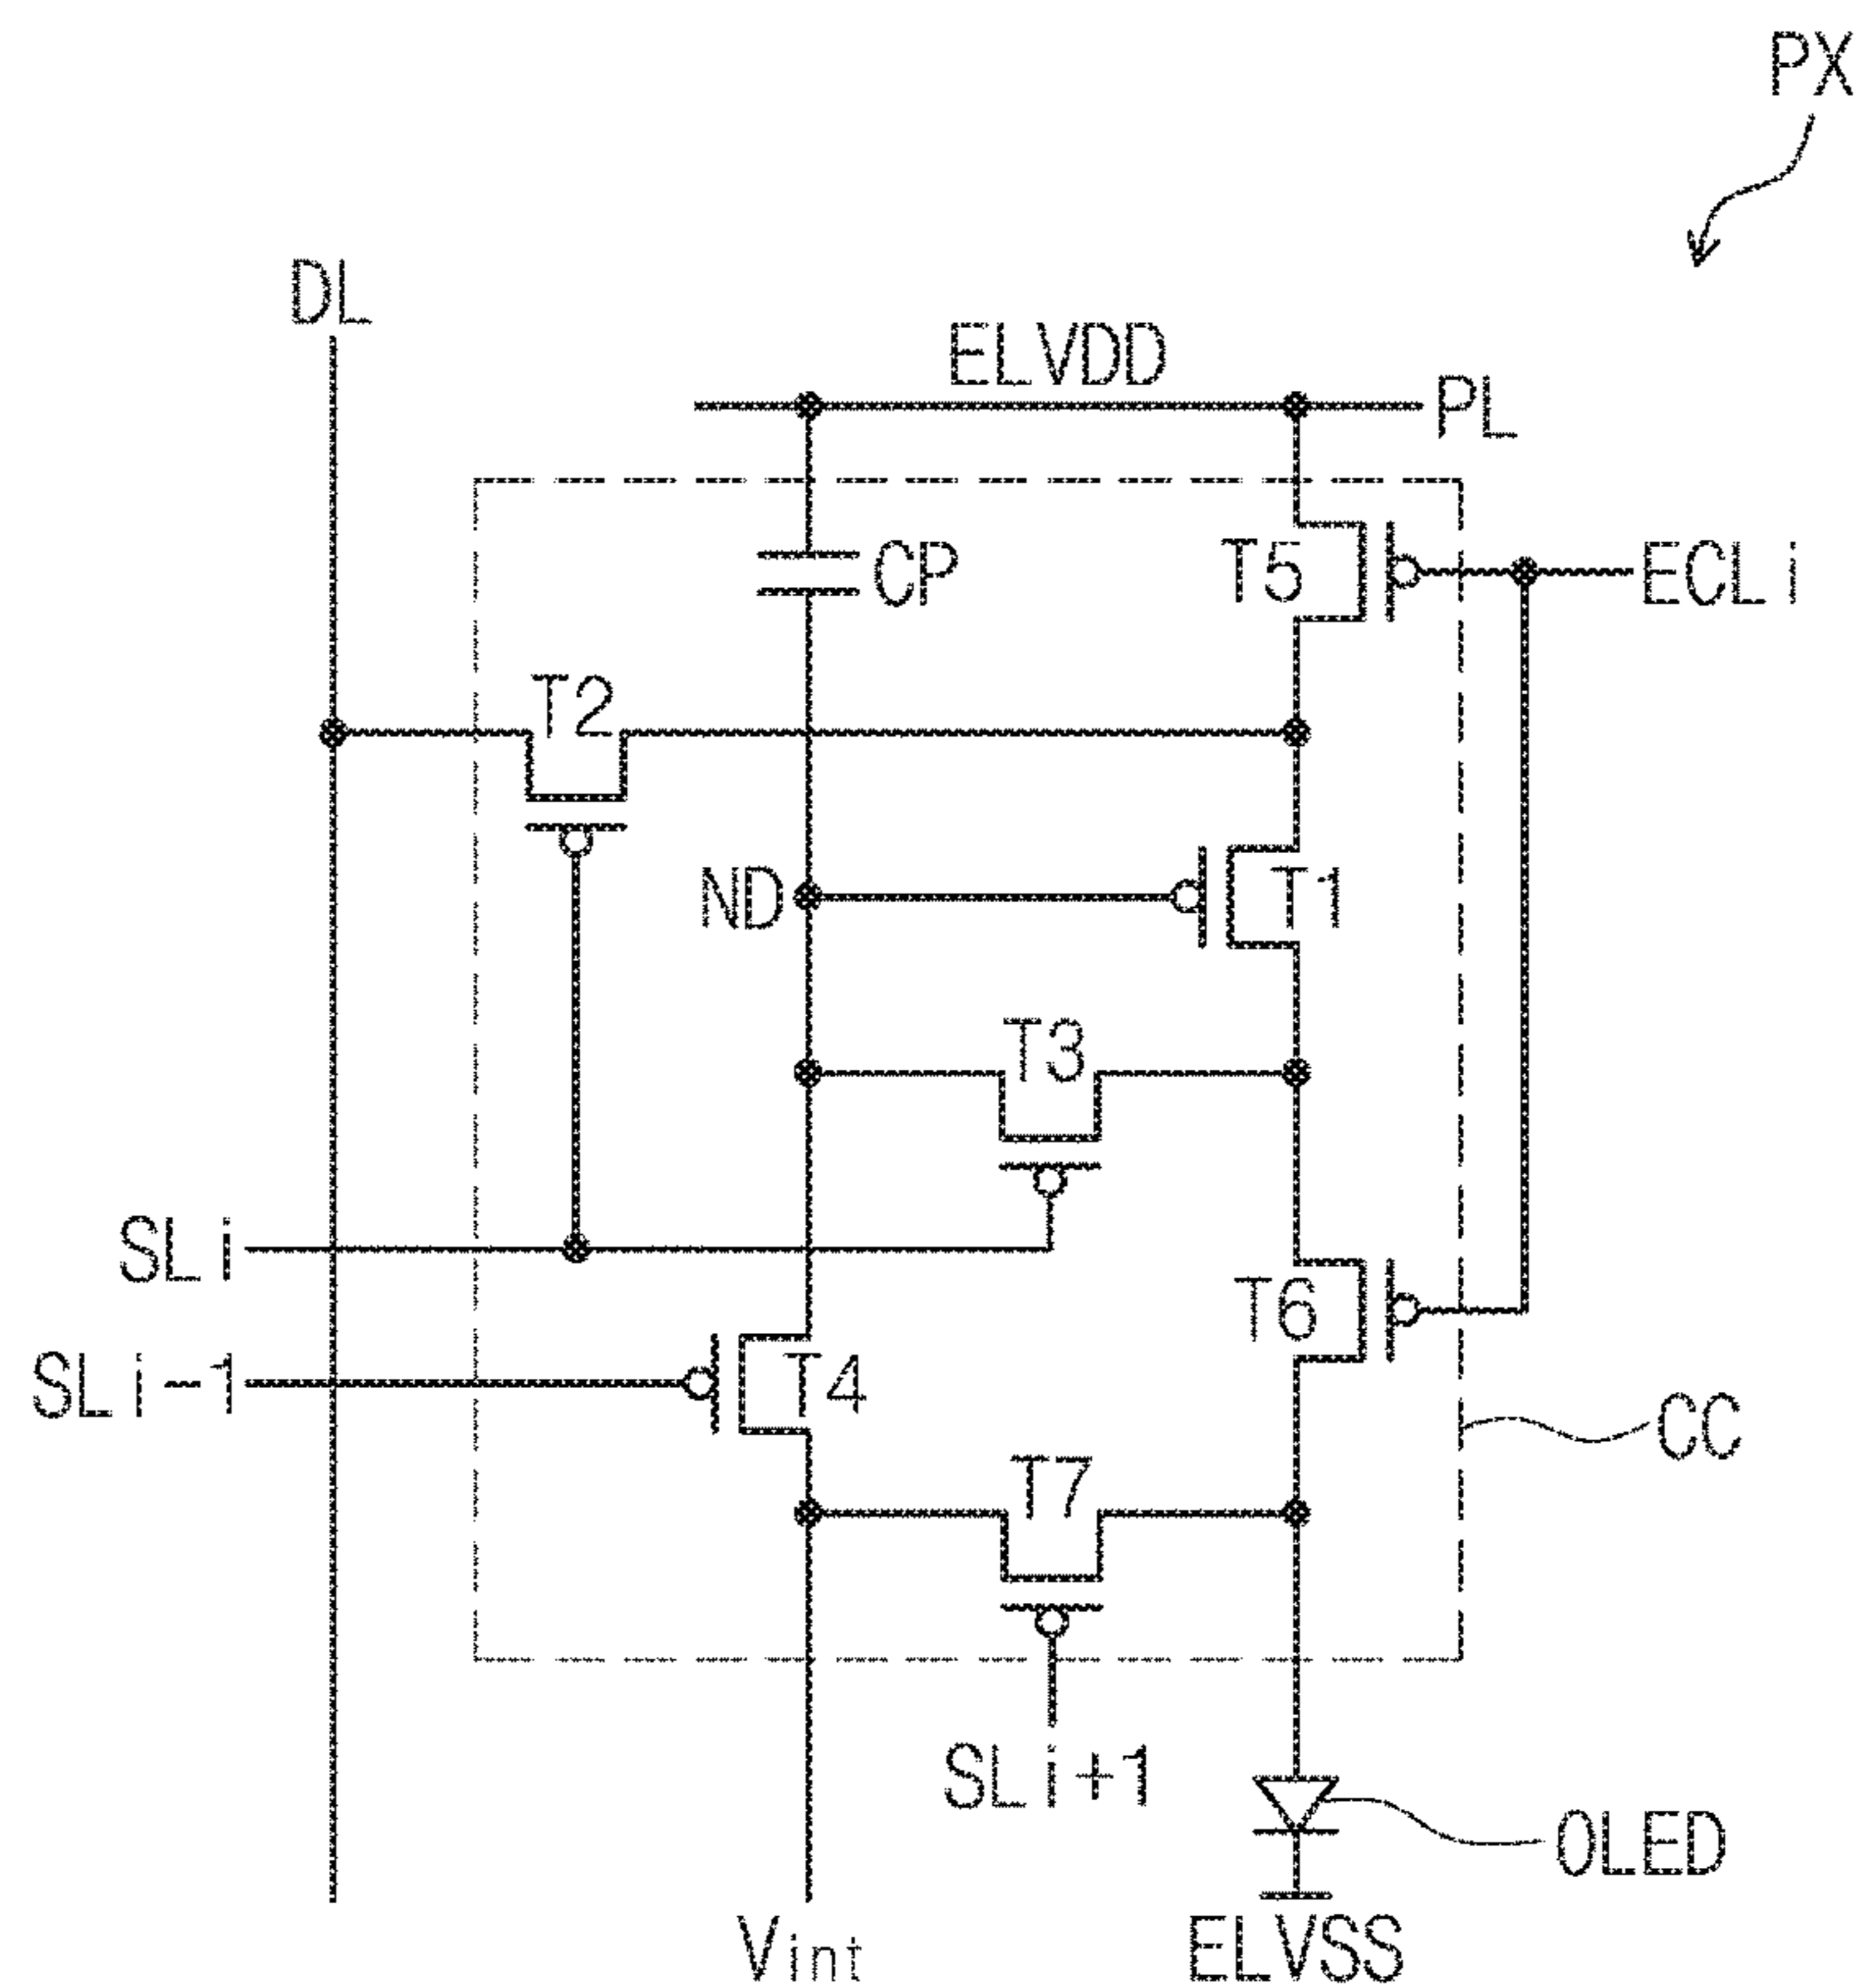 PX
DL
ELVDD
PL
CP
T5
ECLi
T2
ND
T1
T3
SLi
T6
SLi-1
T4
CC
T7
SLi+1
OLED
Vint
ELVSS